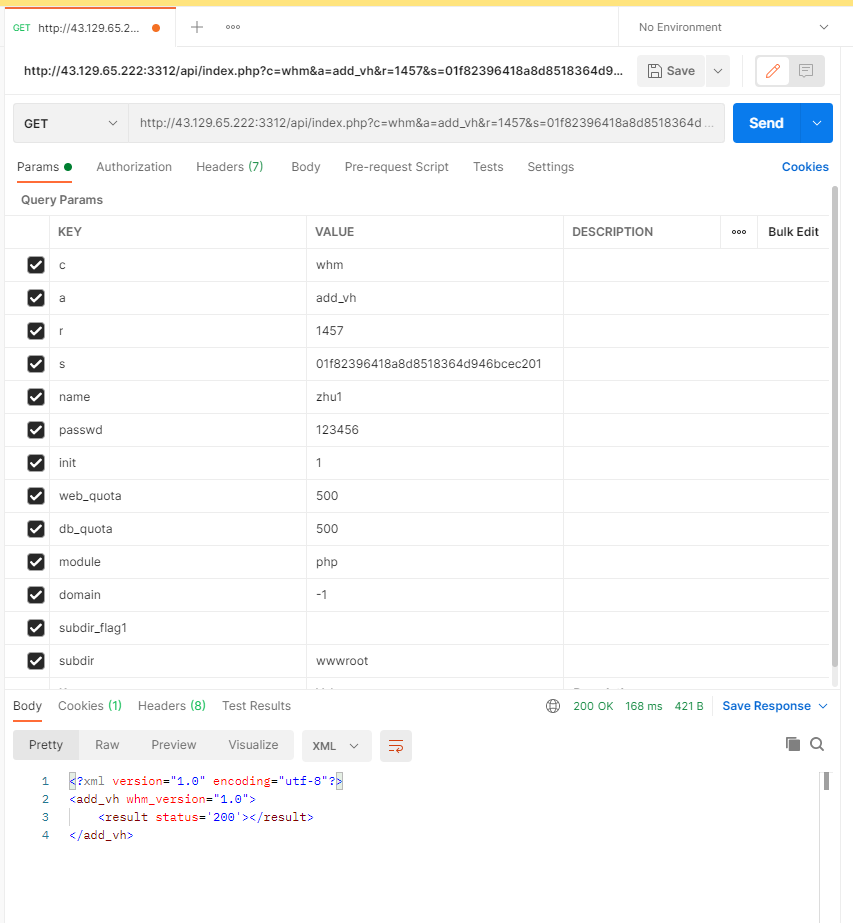 GET http://43.129.65.2... No Environment
http://43.129.65.222:3312/api/index.php?c=whm&a=add_vh&r=1457&s=01f82396418a8d8518364d9... Save
GET http://43.129.65.222:3312/api/index.php?c=whm&a=add_vh&r=1457&s=01f82396418a8d8518364d ... Send
Params Authorization Headers (7) Body Pre-request Script Tests Settings Cookies
Query Params
KEY VALUE DESCRIPTION Bulk Edit
c whm
a add_vh
r 1457
s 01f82396418a8d8518364d946bcec201
name zhu1
passwd 123456
init 1
web_quota 500
db_quota 500
module php
domain -1
subdir_flag1
subdir wwwroot
Body Cookies (1) Headers (8) Test Results 200 OK 168 ms 421 B Save Response
Pretty Raw Preview Visualize XML
1 <?xml version="1.0" encoding="utf-8"?>
2 <add_vh whm_version="1.0">
3 <result status='200'></result>
4 </add_vh>